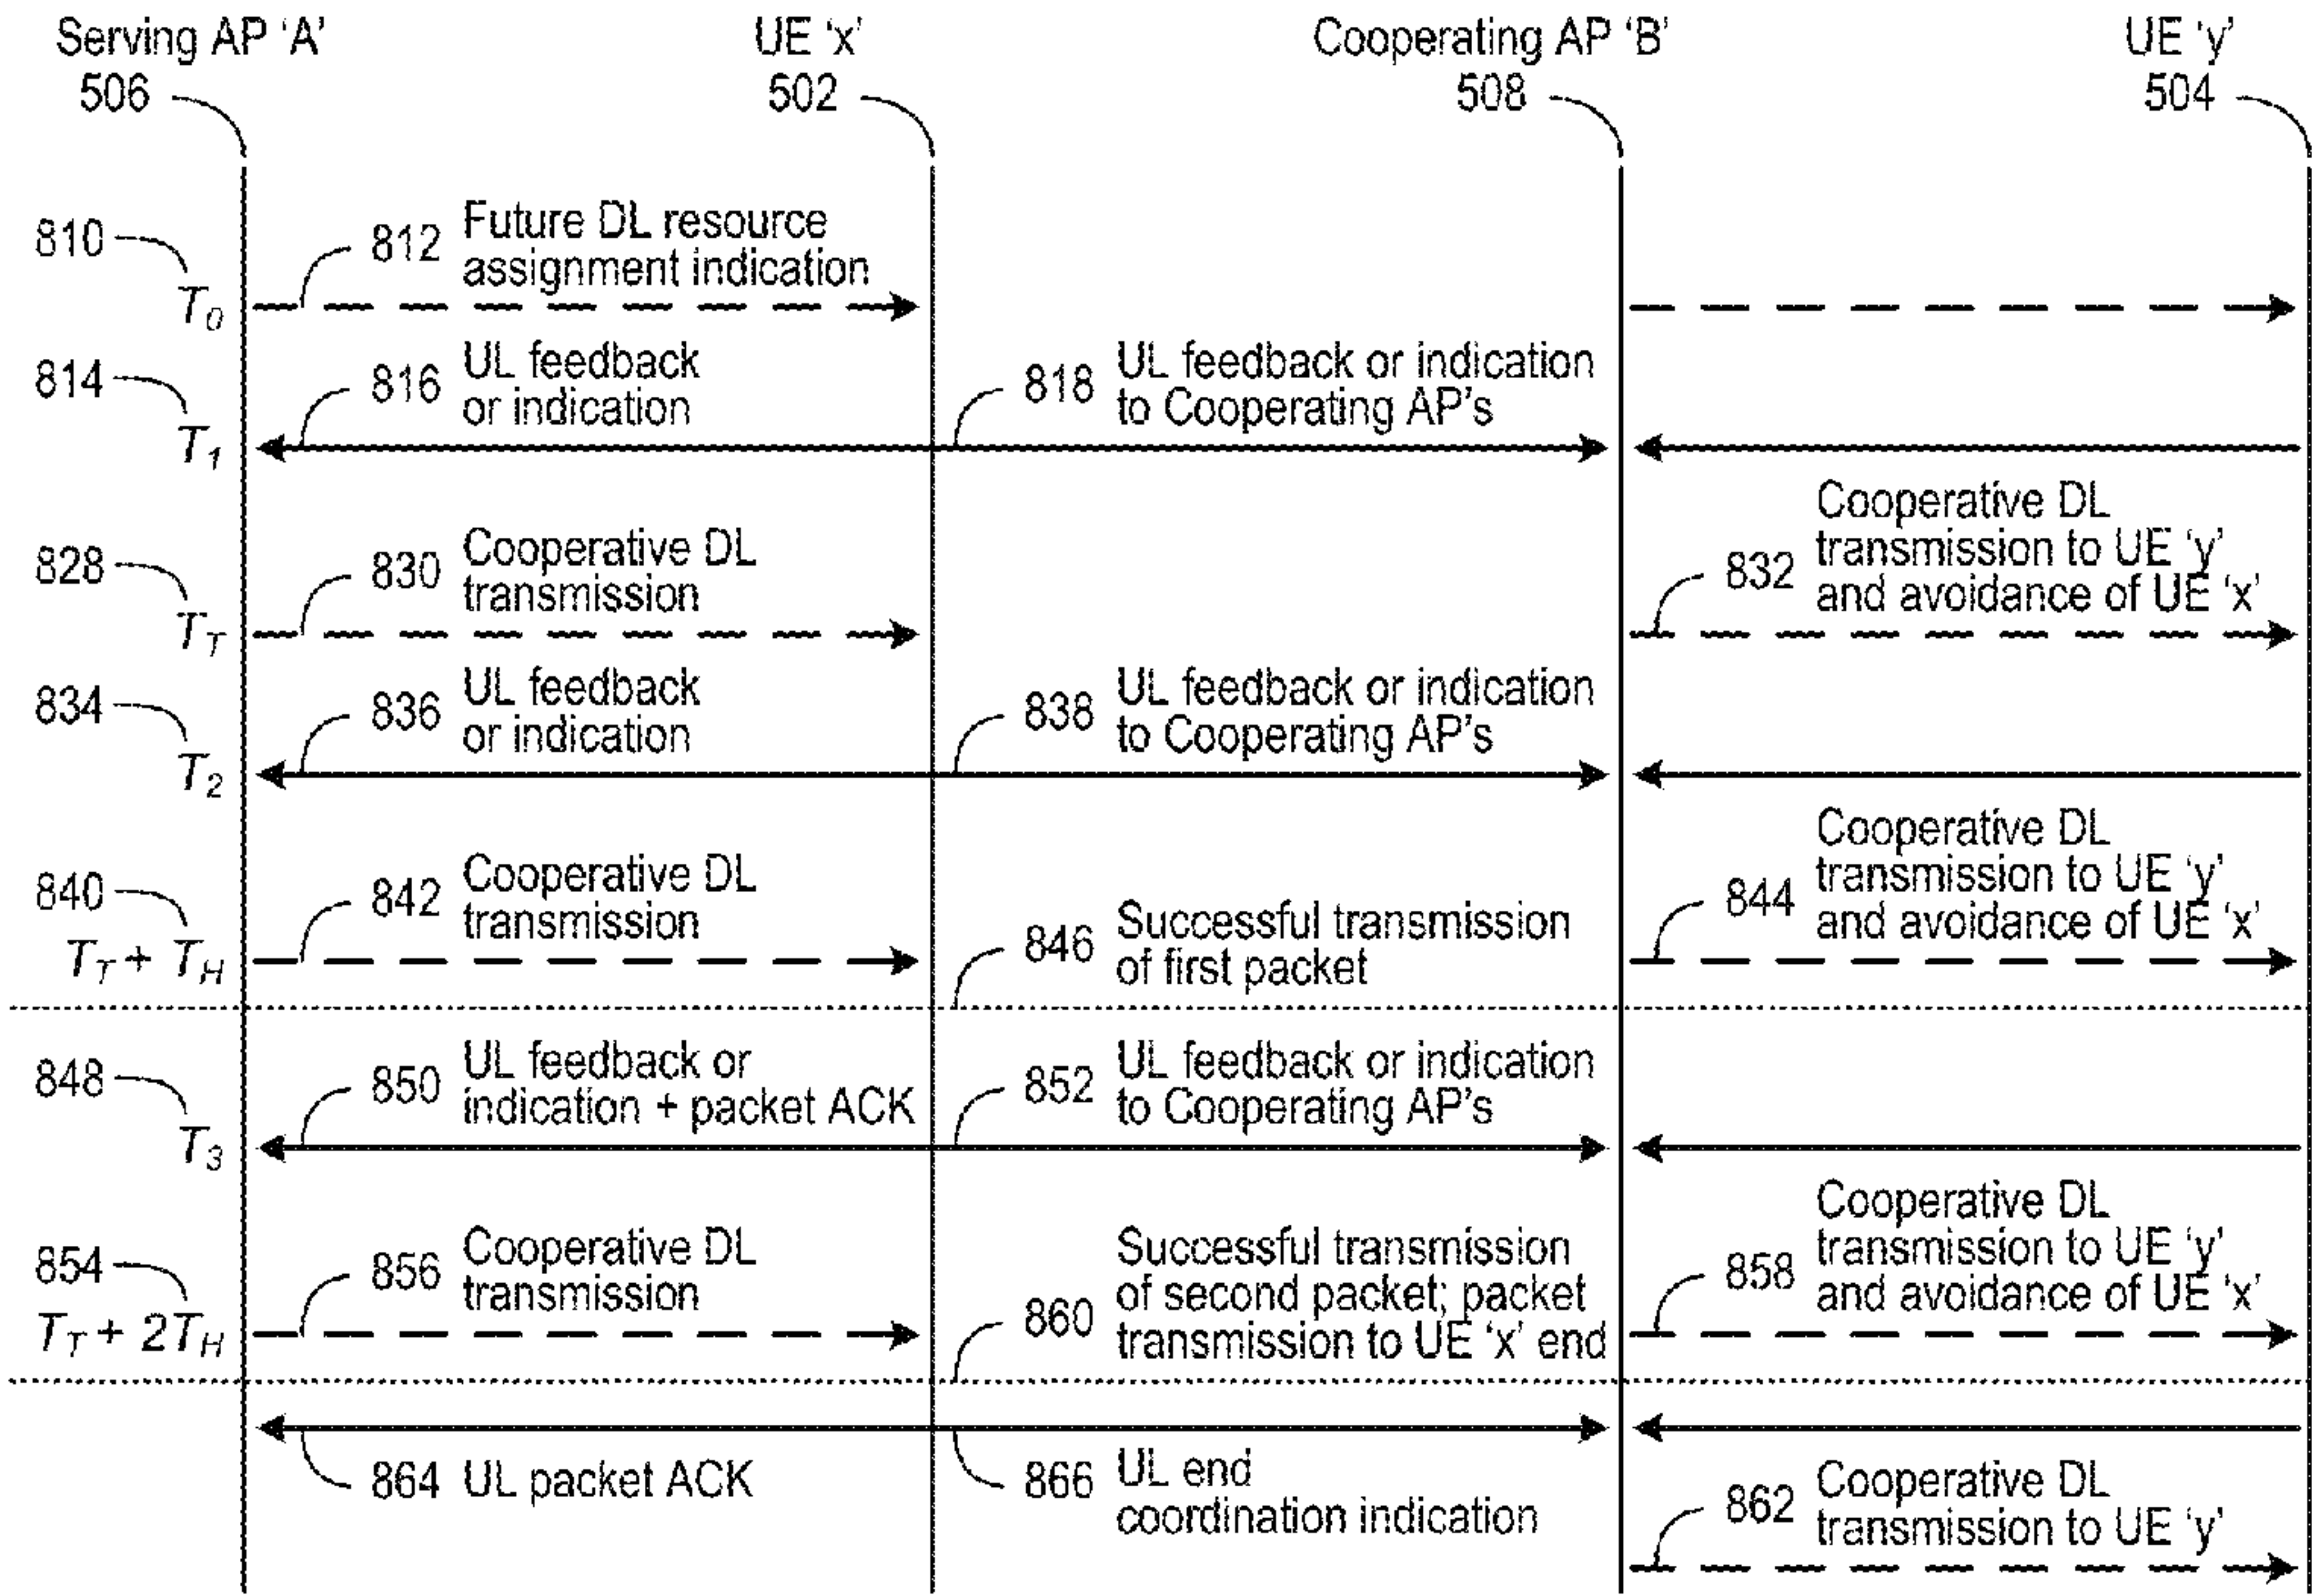 Serving AP 'A'
506
UE 'x'
502
Cooperating AP 'B'
508
UE 'y'
504
810
T0
812
Future DL resource
assignment indication
814
T1
816
UL feedback
or indication
818
UL feedback or indication
to Cooperating AP's
828
TT
830
Cooperative DL
transmission
832
Cooperative DL
transmission to UE 'y'
and avoidance of UE 'x'
834
T2
836
UL feedback
or indication
838
UL feedback or indication
to Cooperating AP's
840
TT + TH
842
Cooperative DL
transmission
846
Successful transmission
of first packet
844
Cooperative DL
transmission to UE 'y'
and avoidance of UE 'x'
848
T3
850
UL feedback or
indication + packet ACK
852
UL feedback or indication
to Cooperating AP's
854
TT + 2TH
856
Cooperative DL
transmission
860
Successful transmission
of second packet; packet
transmission to UE 'x' end
858
Cooperative DL
transmission to UE 'y'
and avoidance of UE 'x'
864 UL packet ACK
866
UL end
coordination indication
862
Cooperative DL
transmission to UE 'y'